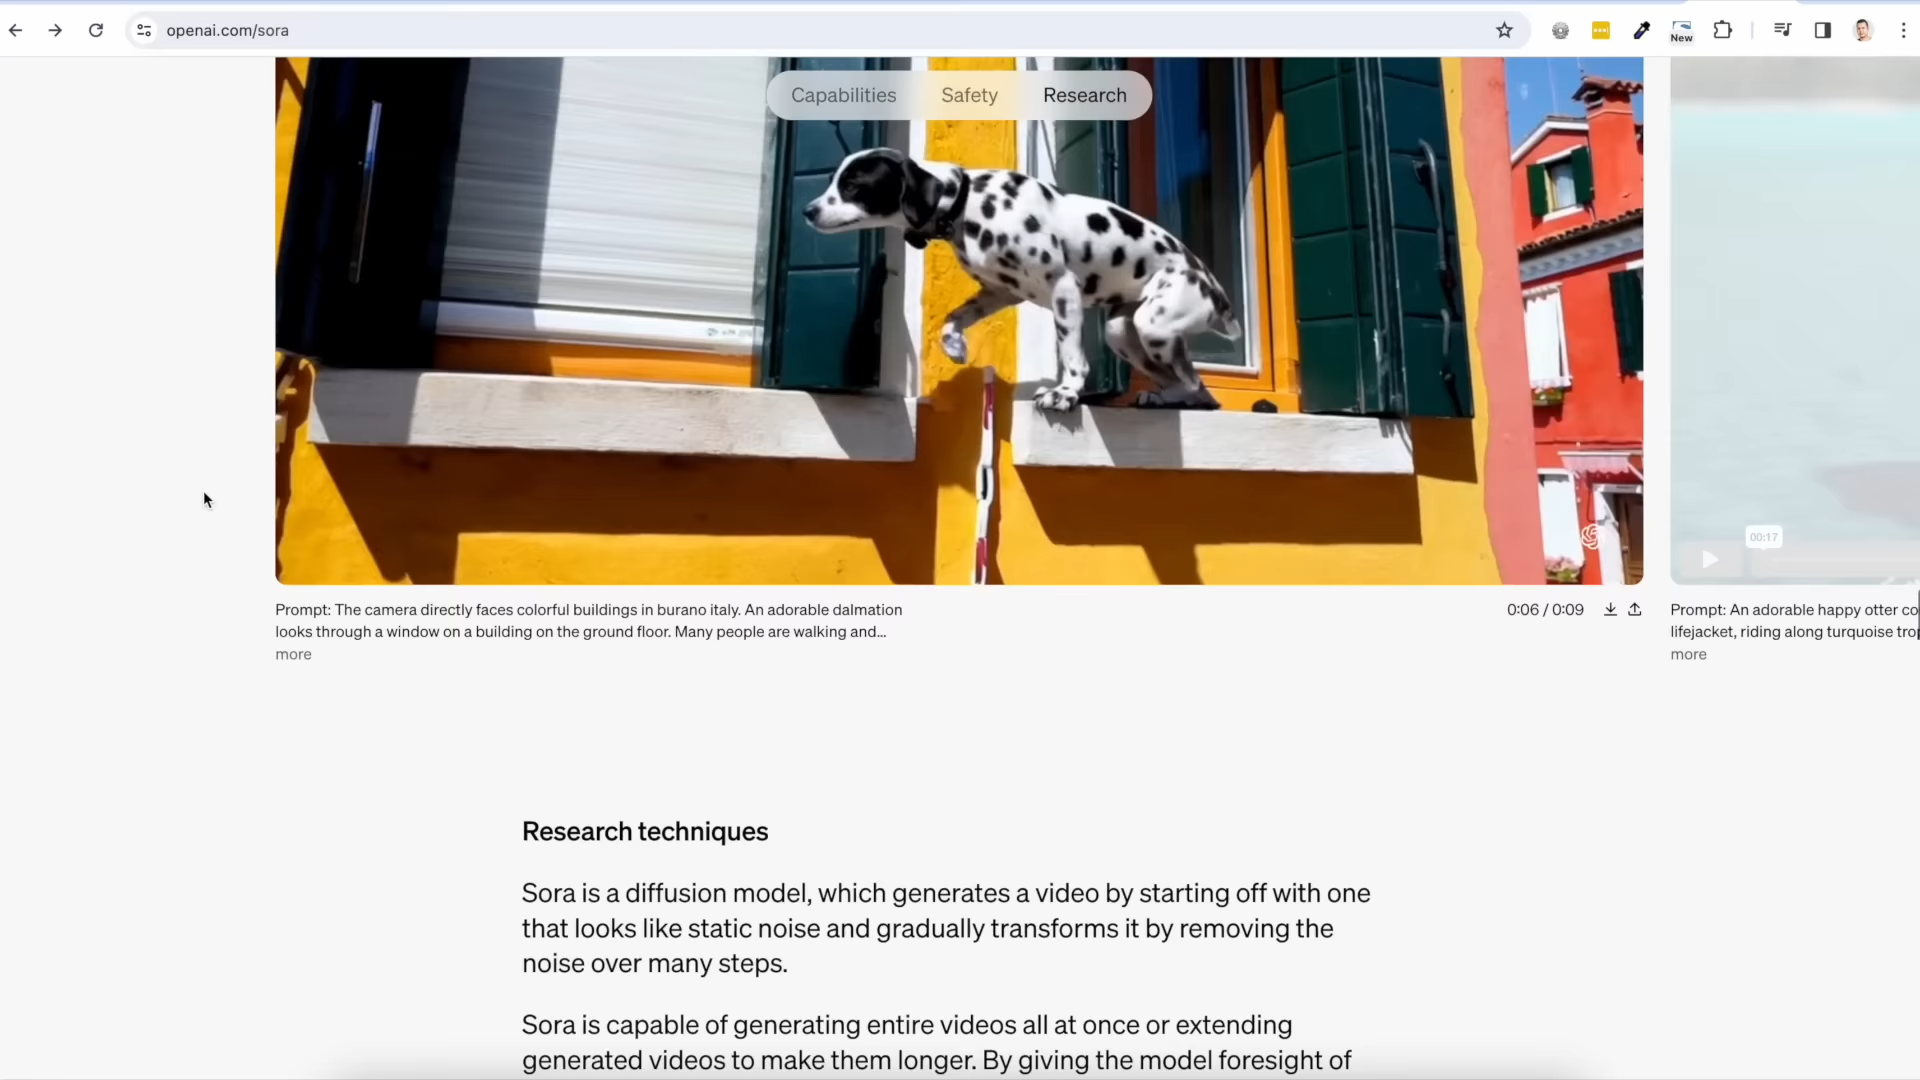 openai.com/sora
New
Capabilities
Safety
Research
00:17
Prompt: The camera directly faces colorful buildings in burano italy. An adorable dalmation
looks through a window on a building on the ground floor. Many people are walking and...
more
0:06 / 0:09
Prompt: An adorable happy otter co
lifejacket, riding along turquoise trop
more
Research techniques
Sora is a diffusion model, which generates a video by starting off with one
that looks like static noise and gradually transforms it by removing the
noise over many steps.
Sora is capable of generating entire videos all at once or extending
generated videos to make them longer. By giving the model foresight of